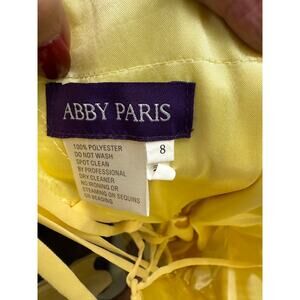 ABBY PARIS
100% POLYESTER
DO NOT WASH
SPOT CLEAN
BY PROFESSIONAL
DRY CLEANER
NO IRONING OR
STEAMING OR SEQUINS
OR BEADING
8